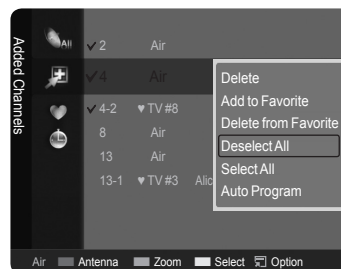 Added Channels
All
✔ 2 Air
✔ 4 Air
✔ 4-2 ♥ TV #8
8 Air
13 Air
13-1 ♥ TV #3 Alic
Delete
Add to Favorite
Delete from Favorite
Deselect All
Select All
Auto Program
Air Antenna Zoom Select Option